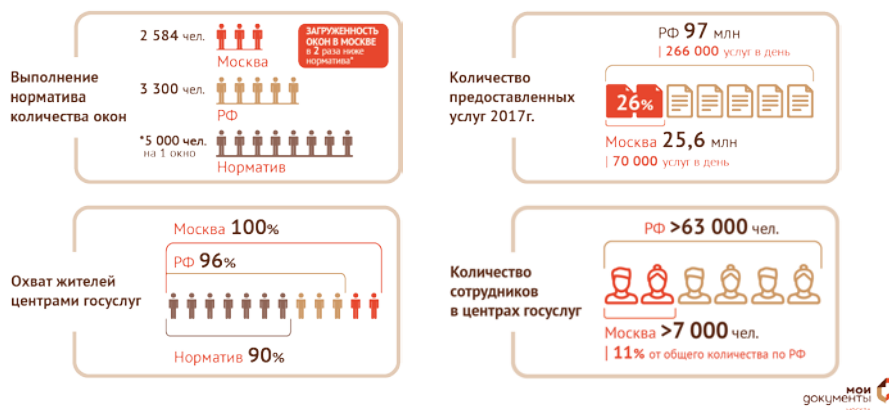 Выполнение
норматива
количества окон
2 584 чел.
Москва
ЗАГРУЖЕННОСТЬ
ОКОН В МОСКВЕ
в 2 раза ниже
норматива*
3 300 чел.
РФ
*5 000 чел.
на 1 окно
Норматив
Количество
предоставленных
услуг 2017г.
РФ 97 млн
| 266 000 услуг в день
26%
Москва 25,6 млн
| 70 000 услуг в день
Охват жителей
центрами госуслуг
Москва 100%
РФ 96%
Норматив 90%
Количество
сотрудников
в центрах госуслуг
РФ >63 000 чел.
Москва >7 000 чел.
| 11% от общего количества по РФ
мои
документы